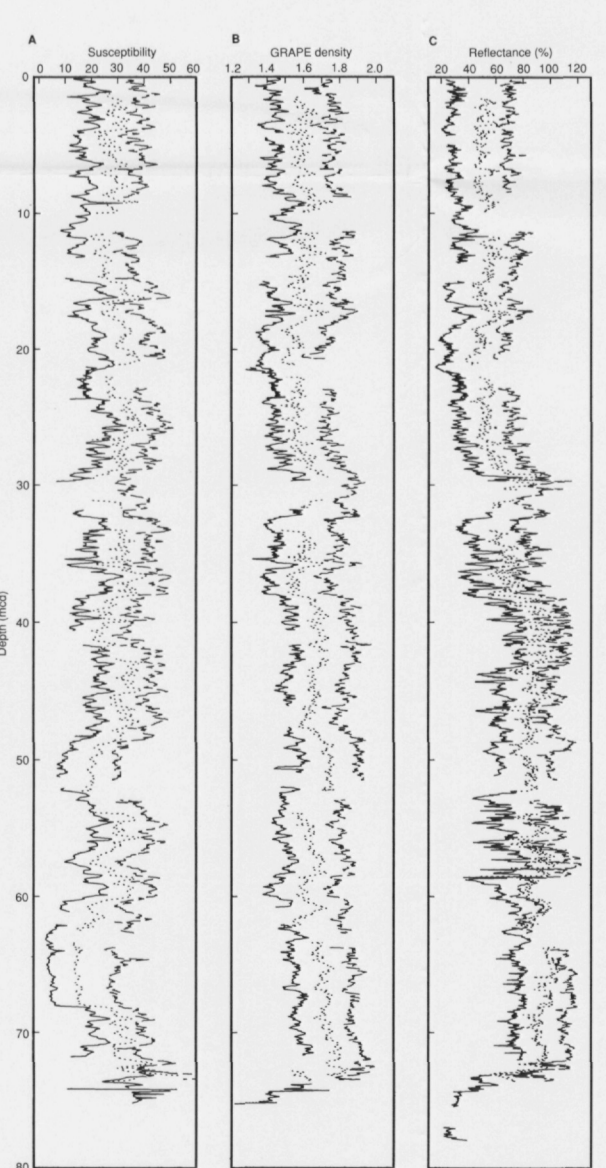 A
Susceptibility
0 10 20 30 40 50 60
B
GRAPE density
1.2 1.4 1.6 1.8 2.0
C
Reflectance (%)
20 40 60 80 100 120
0
10
20
30
40
50
60
70
80
Depth (mcd)